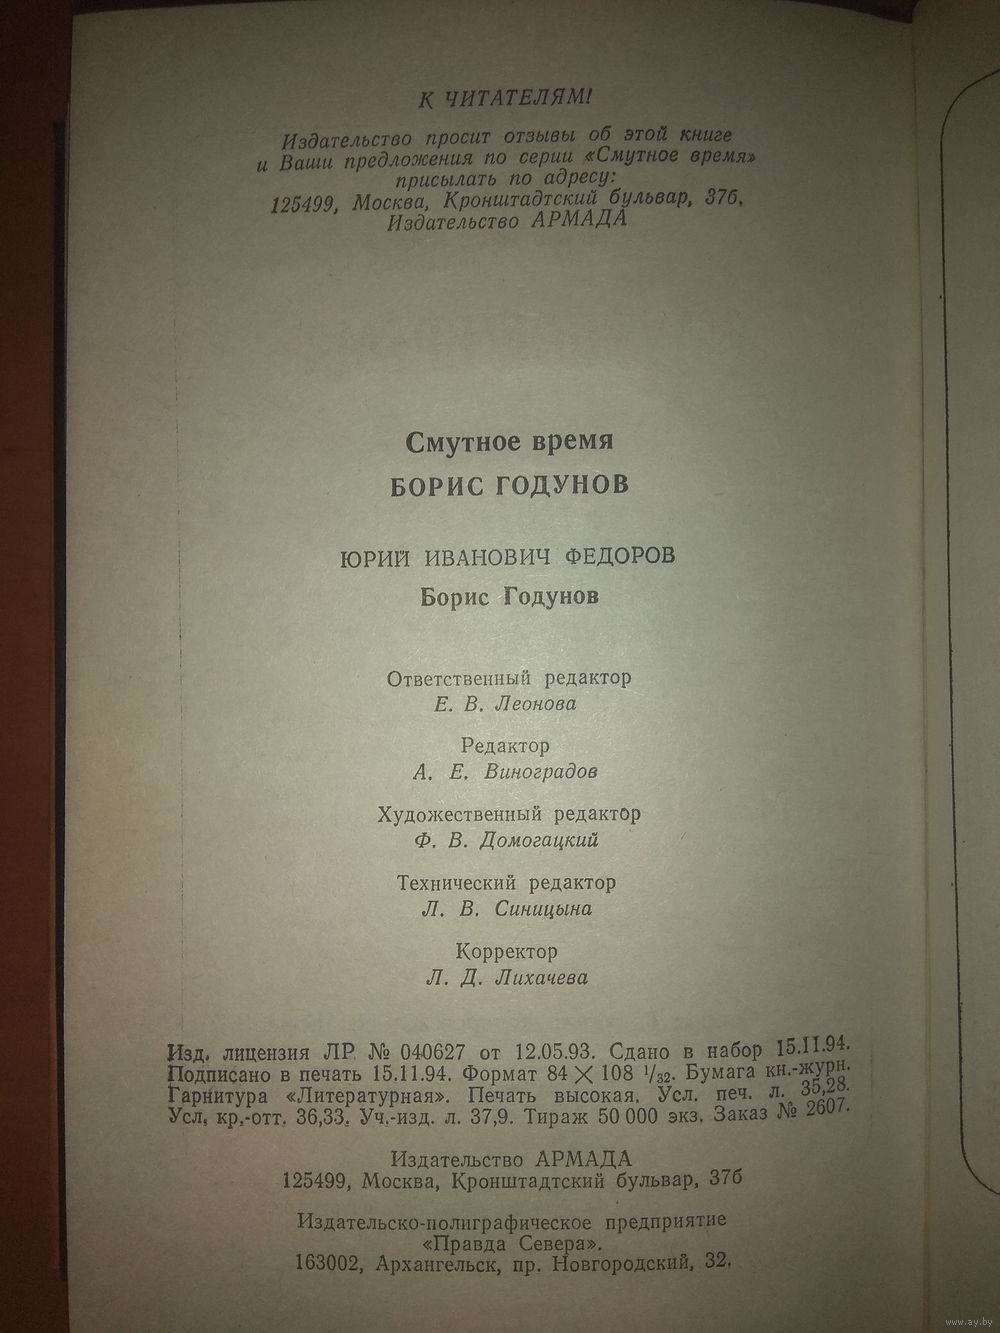 К ЧИТАТЕЛЯМ!
Издательство просит отзывы об этой книге
и Ваши предложения по серии «Смутное время»
присылать по адресу:
125499, Москва, Кронштадтский бульвар, 37б,
Издательство АРМАДА
Смутное время
БОРИС ГОДУНОВ
ЮРИЙ ИВАНОВИЧ ФЕДОРОВ
Борис Годунов
Ответственный редактор
Е. В. Леонова
Редактор
А. Е. Виноградов
Художественный редактор
Ф. В. Домогацкий
Технический редактор
Л. В. Синицына
Корректор
Л. Д. Лихачева
Изд. лицензия ЛР № 040627 от 12.05.93. Сдано в набор 15.11.94.
Подписано в печать 15.11.94. Формат 84×108 1/32. Бумага кн.-журн.
Гарнитура «Литературная». Печать высокая. Усл. печ. л. 35,28.
Усл. кр.-отт. 36,33. Уч.-изд. л. 37,9. Тираж 50 000 экз. Заказ № 2607.
Издательство АРМАДА
125499, Москва, Кронштадтский бульвар, 37б
Издательско-полиграфическое предприятие
«Правда Севера».
163002, Архангельск, пр. Новгородский, 32.
www.ay.by